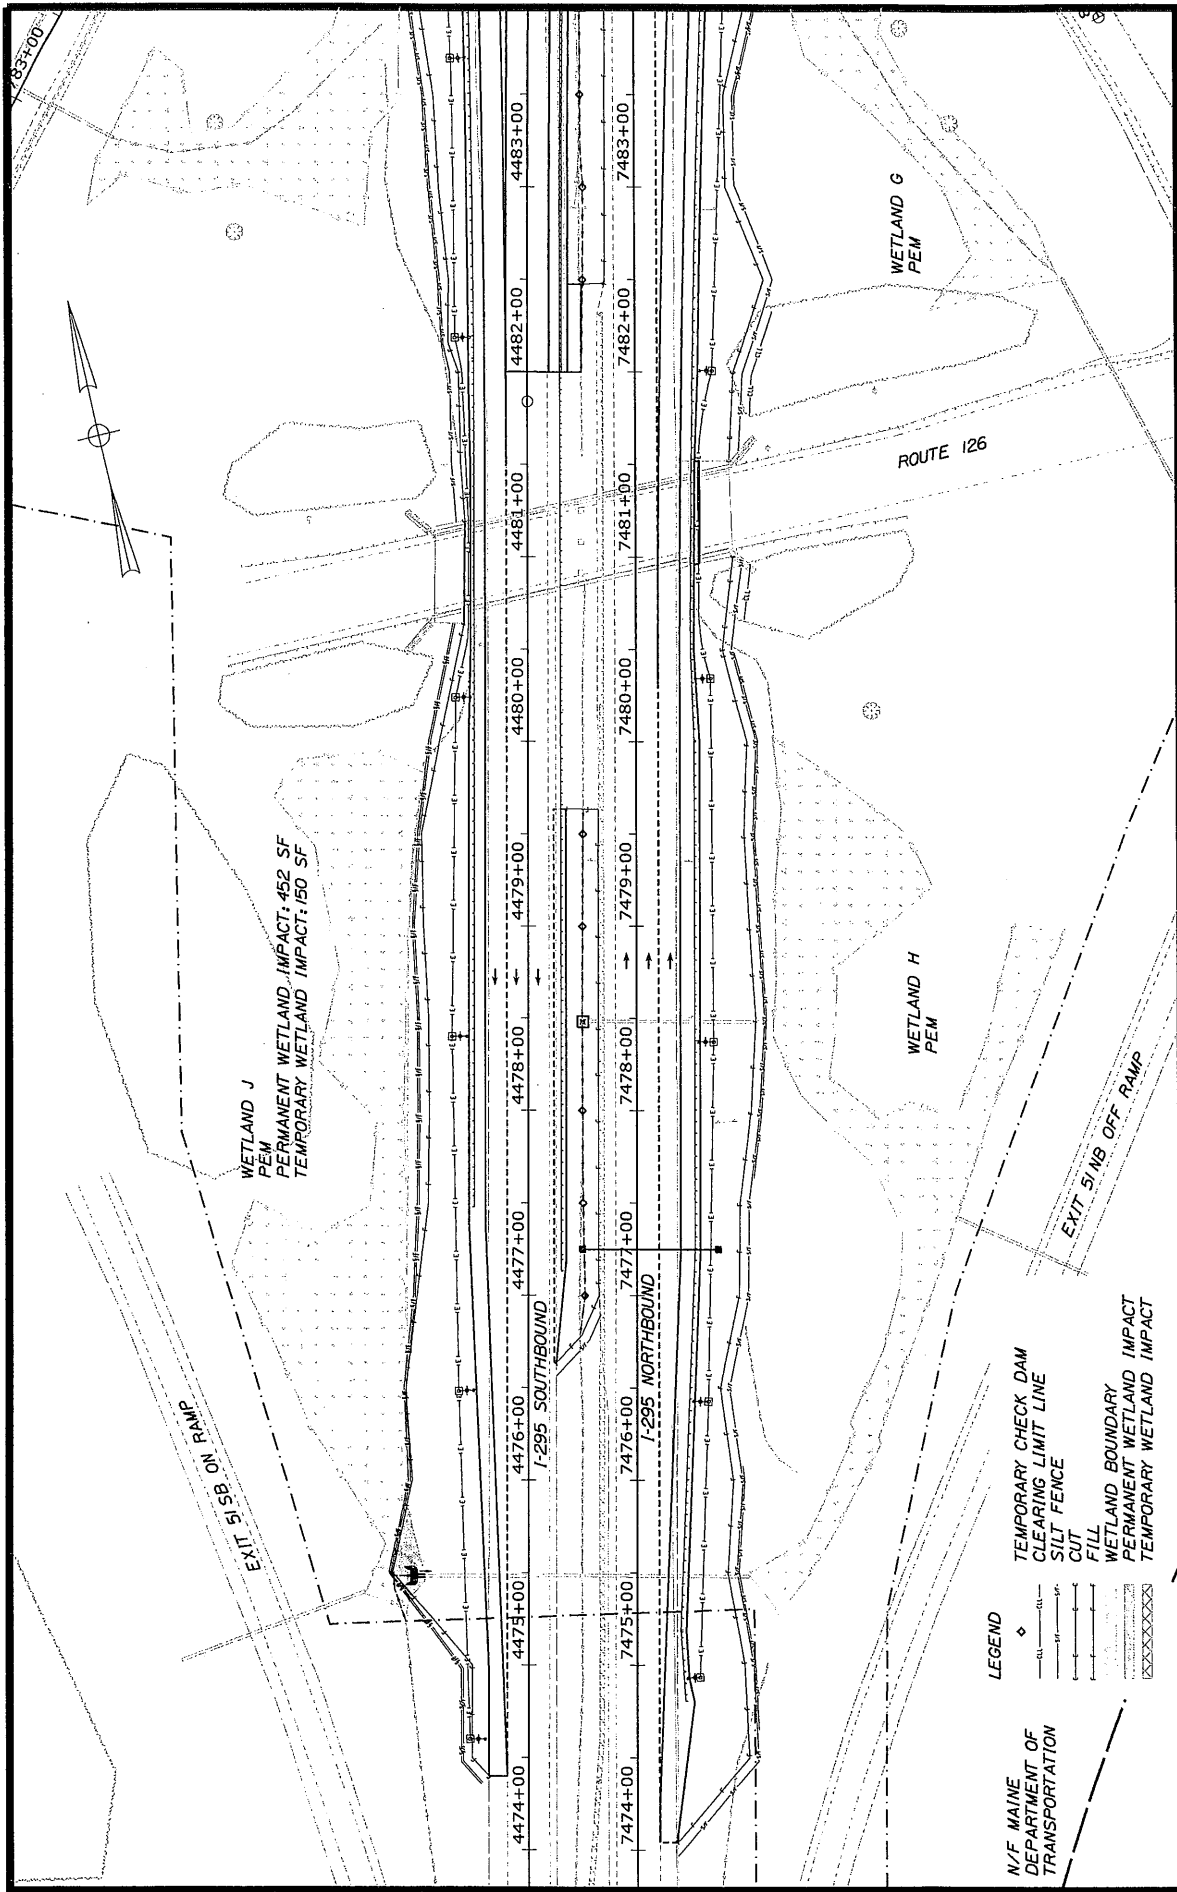 783+00
WETLAND J
PEM
PERMANENT WETLAND IMPACT: 452 SF
TEMPORARY WETLAND IMPACT: 150 SF
EXIT 51 SB ON RAMP
4474+00
4475+00
4476+00
4477+00
4478+00
4479+00
4480+00
4481+00
4482+00
4483+00
I-295 SOUTHBOUND
7474+00
7475+00
7476+00
7477+00
7478+00
7479+00
7480+00
7481+00
7482+00
7483+00
I-295 NORTHBOUND
WETLAND G
PEM
ROUTE 126
WETLAND H
PEM
EXIT 51 NB OFF RAMP
N/F MAINE
DEPARTMENT OF
TRANSPORTATION
LEGEND
TEMPORARY CHECK DAM
CLEARING LIMIT LINE
SILT FENCE
CUT
FILL
WETLAND BOUNDARY
PERMANENT WETLAND IMPACT
TEMPORARY WETLAND IMPACT